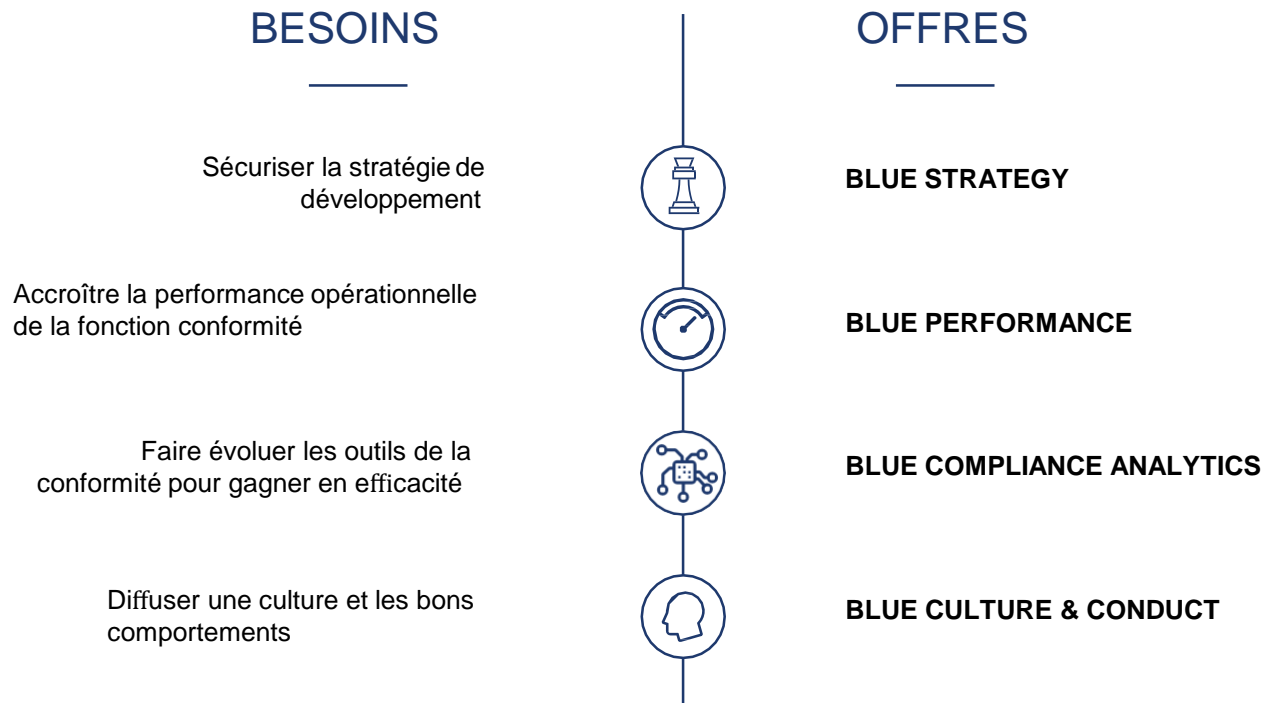 BESOINS
OFFRES
Sécuriser la stratégie de
développement
BLUE STRATEGY
Accroître la performance opérationnelle
de la fonction conformité
BLUE PERFORMANCE
Faire évoluer les outils de la
conformité pour gagner en efficacité
BLUE COMPLIANCE ANALYTICS
Diffuser une culture et les bons
comportements
BLUE CULTURE & CONDUCT